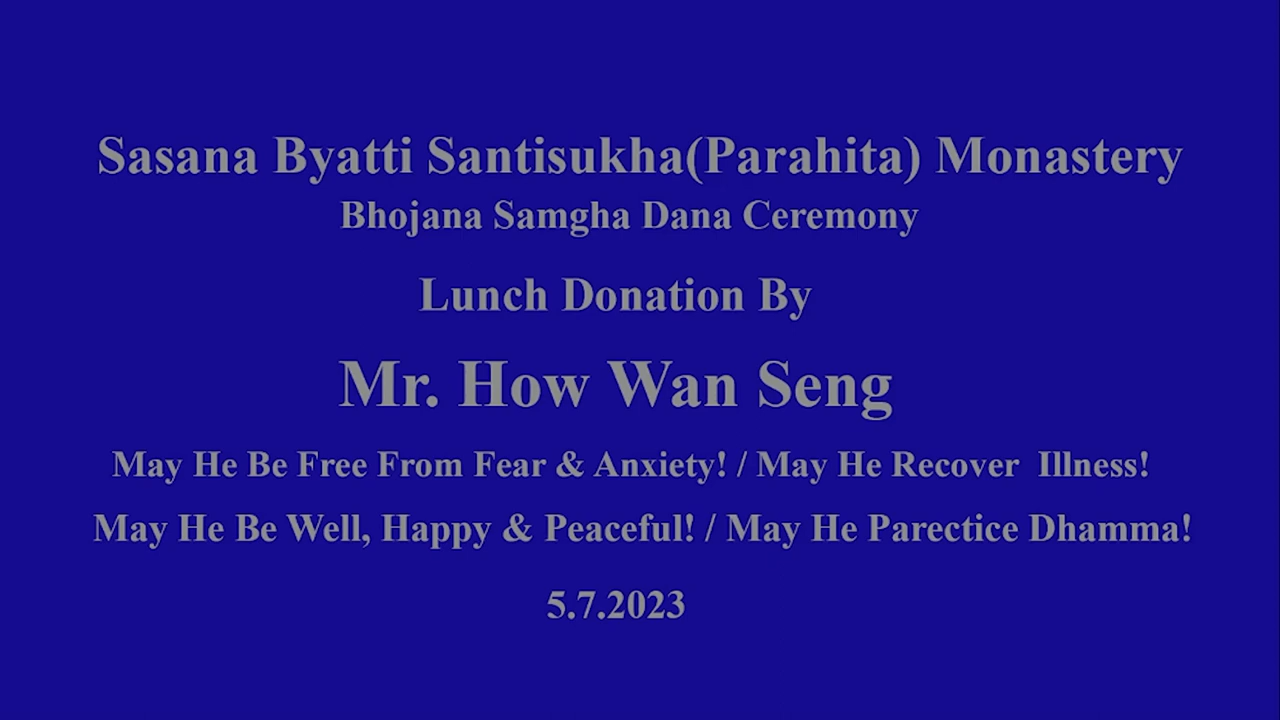 Sasana Byatti Santisukha(Parahita) Monastery
Bhojana Samgha Dana Ceremony
Lunch Donation By
Mr. How Wan Seng
May He Be Free From Fear & Anxiety! / May He Recover  Illness!
May He Be Well, Happy & Peaceful! / May He Parectice Dhamma!
5.7.2023